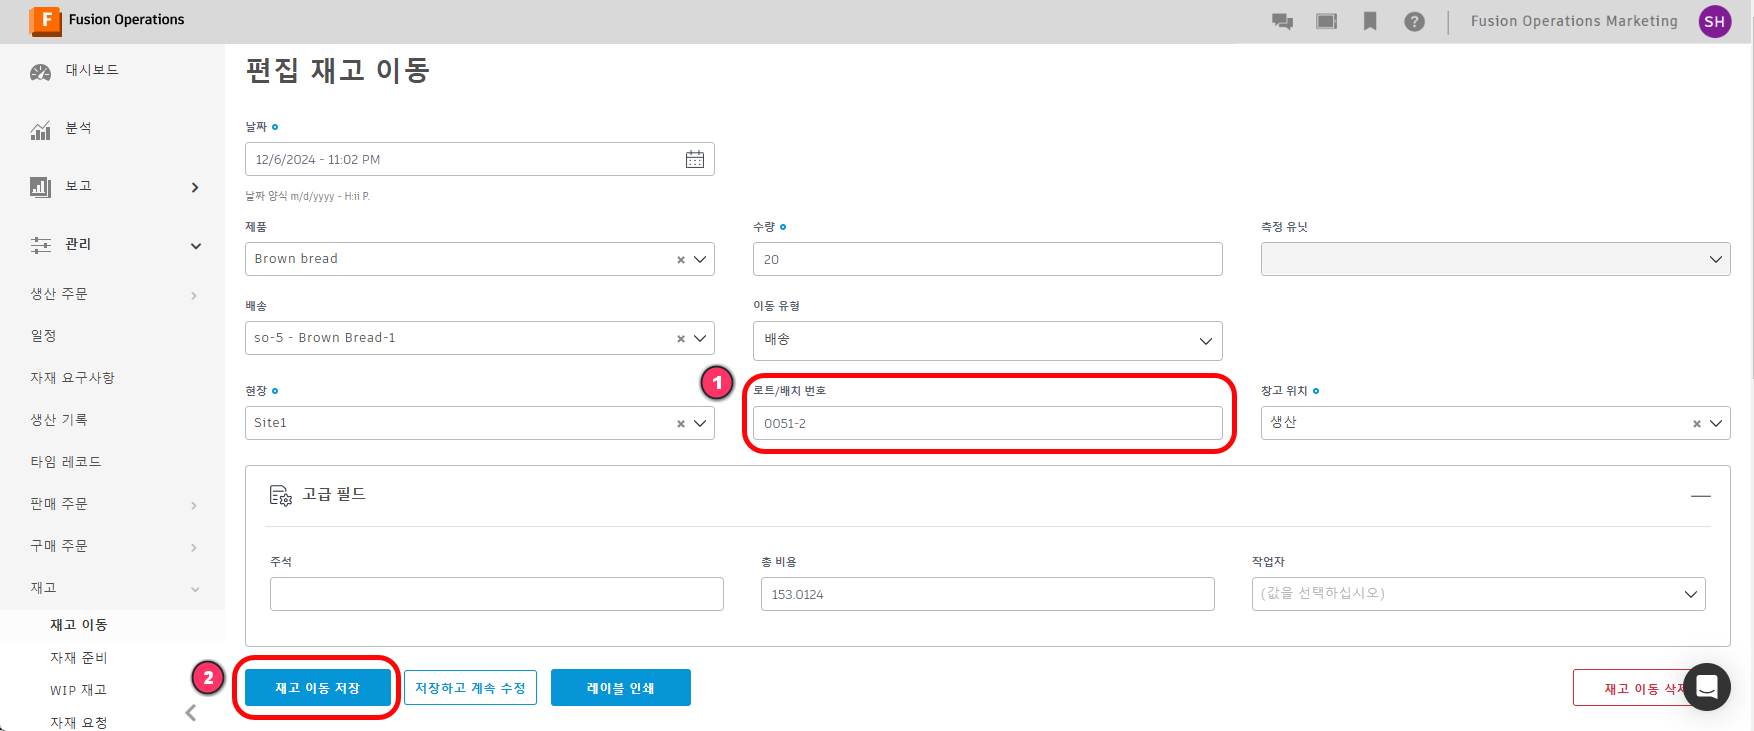 Fusion Operations
Fusion Operations Marketing
SH
대시보드
분석
보고
관리
생산 주문
일정
자재 요구사항
생산 기록
타임 레코드
판매 주문
구매 주문
재고
재고 이동
자재 준비
WIP 재고
자재 요청
편집 재고 이동
날짜
12/6/2024 - 11:02 PM
날짜 양식 m/d/yyyy - H:ii P.
제품
수량
측정 유닛
Brown bread
20
배송
이동 유형
so-5 - Brown Bread-1
배송
1
현장
로트/배치 번호
창고 위치
Site1
0051-2
생산
고급 필드
주석
총 비용
작업자
153.0124
(값을 선택하십시오)
2
재고 이동 저장
저장하고 계속 수정
레이블 인쇄
재고 이동